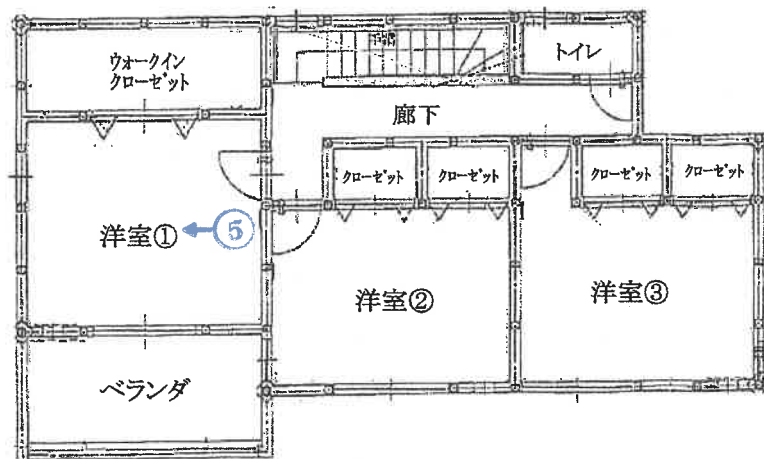 ウォークイン
クローゼット
トイレ
廊下
クローゼット
クローゼット
クローゼット
クローゼット
洋室①
⑤
洋室②
洋室③
ベランダ